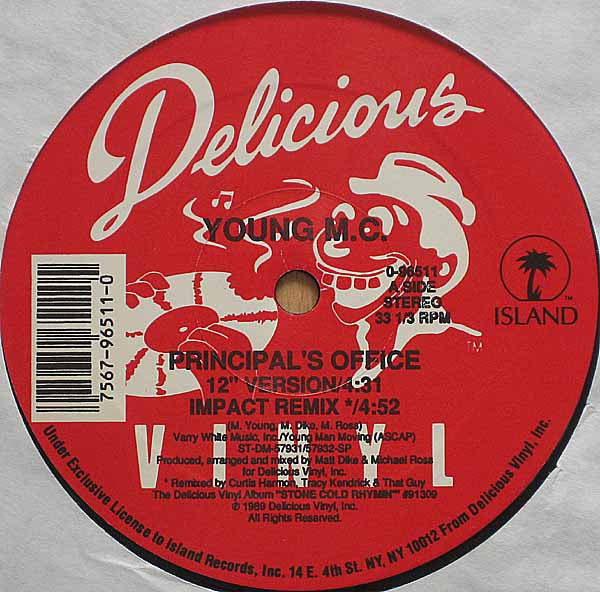 Delicious
YOUNG M.C.
0-96511
A SIDE
STEREO
33 1/3 RPM
ISLAND
TM
TM
7567-96511-0
PRINCIPAL'S OFFICE
12" VERSION/4:31
IMPACT REMIX */4:52
VINYL
(M. Young, M. Dike, M. Ross)
Varry White Music, Inc./Young Man Moving (ASCAP)
ST-DM-57931/57932-SP
Produced, arranged and mixed by Matt Dike & Michael Ross
for Delicious Vinyl, Inc.
* Remixed by Curtis Harmon, Tracy Kendrick & That Guy
The Delicious Vinyl Album "STONE COLD RHYMIN'" #91309
℗ 1989 Delicious Vinyl, Inc.
All Rights Reserved.
Under Exclusive License to Island Records, Inc. 14 E. 4th St. NY, NY 10012 From Delicious Vinyl, Inc.